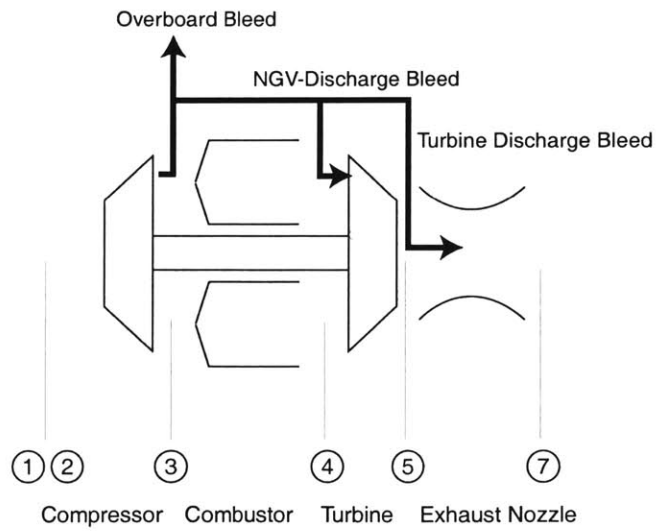 Overboard Bleed
NGV-Discharge Bleed
Turbine Discharge Bleed
1 2 3 4 5 7
Compressor Combustor Turbine Exhaust Nozzle